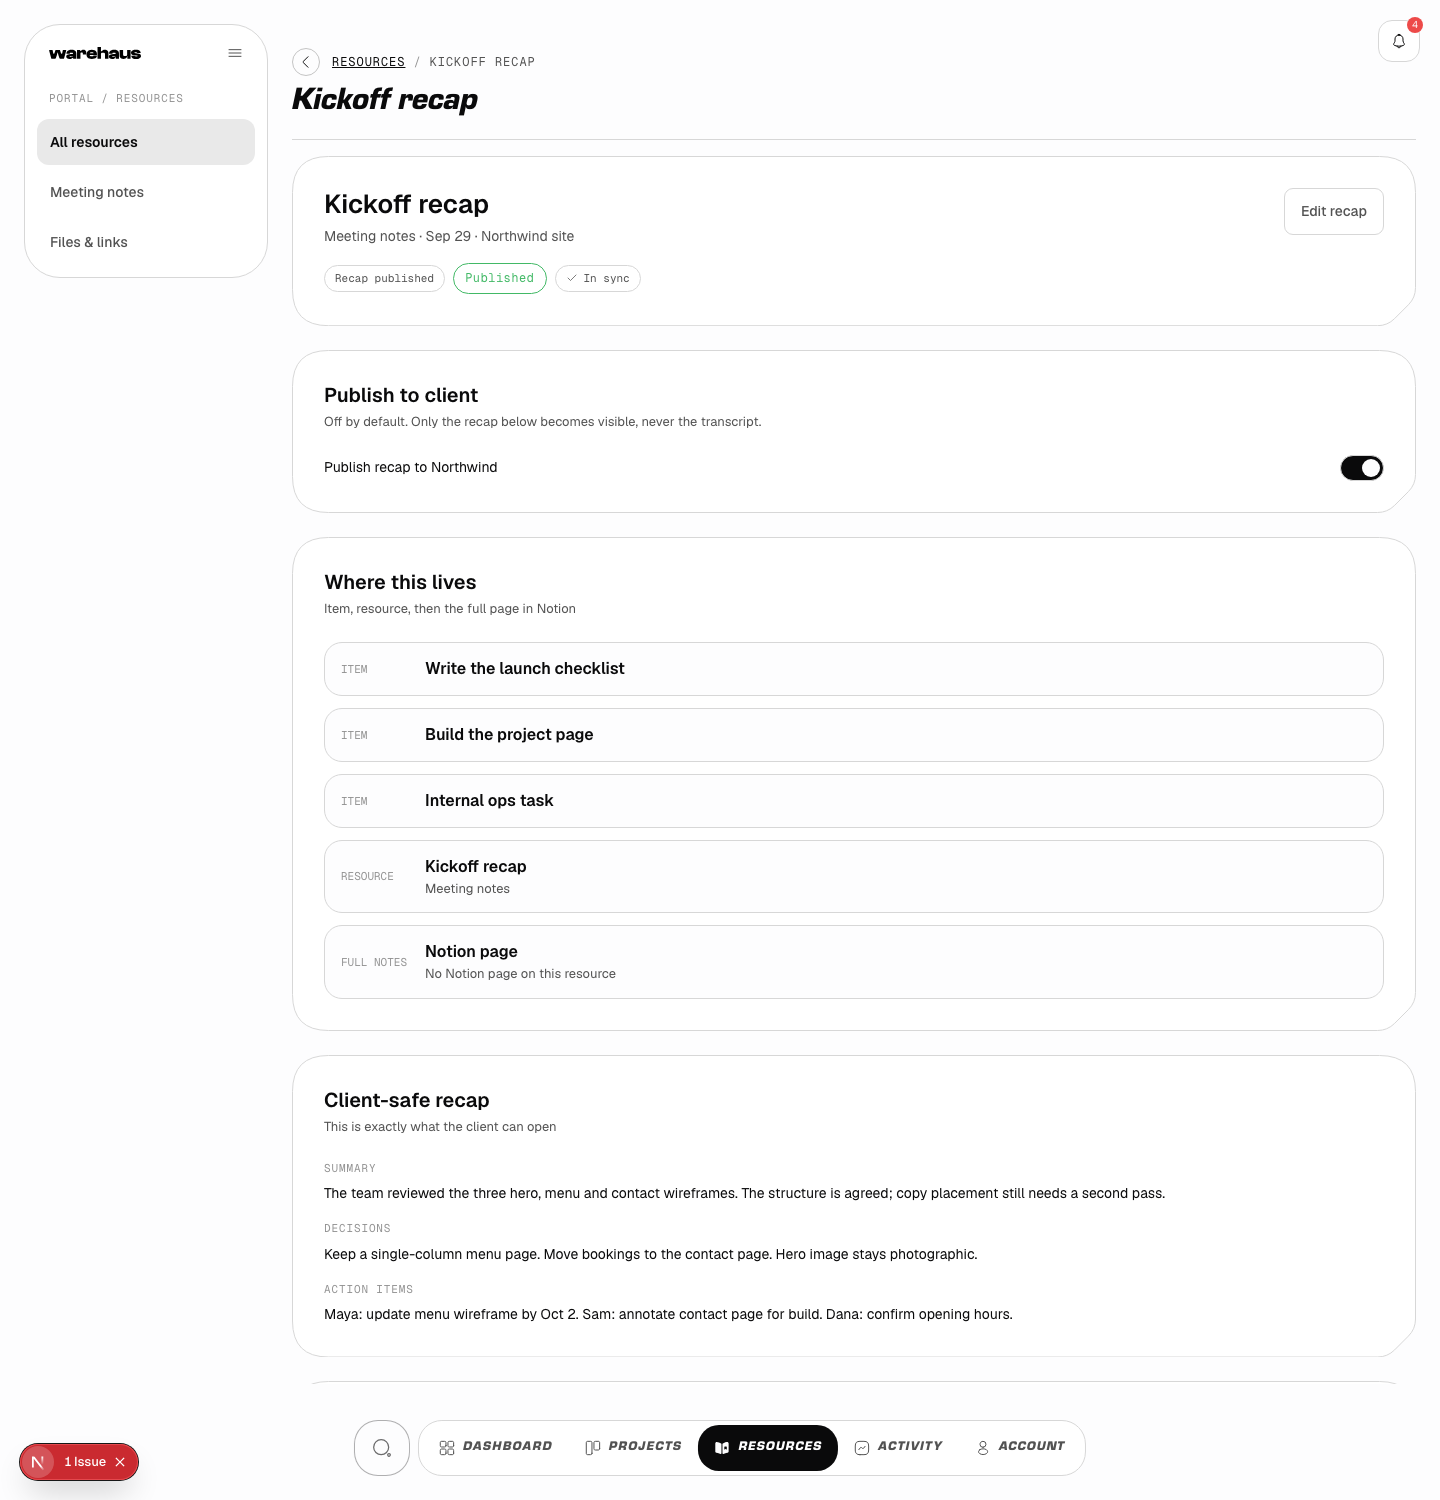 warehaus
PORTAL / RESOURCES
All resources
Meeting notes
Files & links
4
RESOURCES / KICKOFF RECAP
Kickoff recap
Kickoff recap
Meeting notes · Sep 29 · Northwind site
Edit recap
Recap published
Published
In sync
Publish to client
Off by default. Only the recap below becomes visible, never the transcript.
Publish recap to Northwind
Where this lives
Item, resource, then the full page in Notion
ITEM
Write the launch checklist
ITEM
Build the project page
ITEM
Internal ops task
RESOURCE
Kickoff recap
Meeting notes
FULL NOTES
Notion page
No Notion page on this resource
Client-safe recap
This is exactly what the client can open
SUMMARY
The team reviewed the three hero, menu and contact wireframes. The structure is agreed; copy placement still needs a second pass.
DECISIONS
Keep a single-column menu page. Move bookings to the contact page. Hero image stays photographic.
ACTION ITEMS
Maya: update menu wireframe by Oct 2. Sam: annotate contact page for build. Dana: confirm opening hours.
DASHBOARD
PROJECTS
RESOURCES
ACTIVITY
ACCOUNT
N
1 Issue